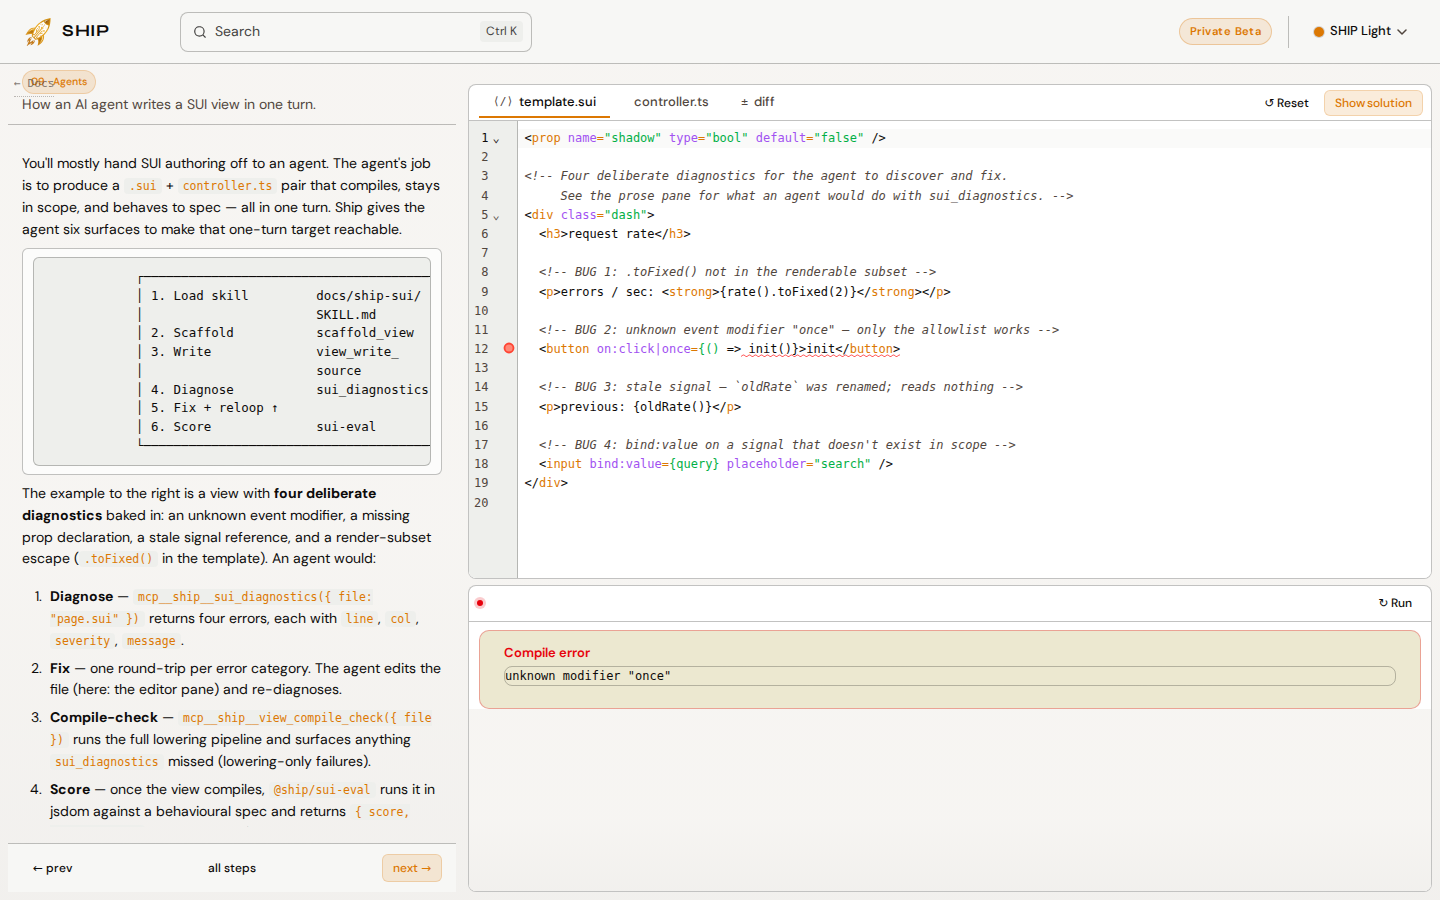 SHIP
Search
Ctrl K
Private Beta
SHIP Light
← Docs
Agents
How an AI agent writes a SUI view in one turn.
You'll mostly hand SUI authoring off to an agent. The agent's job
is to produce a .sui + controller.ts pair that compiles, stays
in scope, and behaves to spec — all in one turn. Ship gives the
agent six surfaces to make that one-turn target reachable.
1. Load skill docs/ship-sui/
SKILL.md
2. Scaffold scaffold_view
3. Write view_write_
source
4. Diagnose sui_diagnostics
5. Fix + reloop ↑
6. Score sui-eval
The example to the right is a view with four deliberate
diagnostics baked in: an unknown event modifier, a missing
prop declaration, a stale signal reference, and a render-subset
escape ( .toFixed() in the template). An agent would:
1. Diagnose — mcp__ship__sui_diagnostics({ file:
"page.sui" }) returns four errors, each with line , col ,
severity , message .
2. Fix — one round-trip per error category. The agent edits the
file (here: the editor pane) and re-diagnoses.
3. Compile-check — mcp__ship__view_compile_check({ file
}) runs the full lowering pipeline and surfaces anything
sui_diagnostics missed (lowering-only failures).
4. Score — once the view compiles, @ship/sui-eval runs it in
jsdom against a behavioural spec and returns { score,
← prev
all steps
next →
⟨/⟩ template.sui
controller.ts
± diff
↺ Reset
Show solution
1 <prop name="shadow" type="bool" default="false" />
2
3 <!-- Four deliberate diagnostics for the agent to discover and fix.
4 See the prose pane for what an agent would do with sui_diagnostics. -->
5 <div class="dash">
6 <h3>request rate</h3>
7
8 <!-- BUG 1: .toFixed() not in the renderable subset -->
9 <p>errors / sec: <strong>{rate().toFixed(2)}</strong></p>
10
11 <!-- BUG 2: unknown event modifier "once" — only the allowlist works -->
12 <button on:click|once={() => init()}>init</button>
13
14 <!-- BUG 3: stale signal — `oldRate` was renamed; reads nothing -->
15 <p>previous: {oldRate()}</p>
16
17 <!-- BUG 4: bind:value on a signal that doesn't exist in scope -->
18 <input bind:value={query} placeholder="search" />
19 </div>
20
↻ Run
Compile error
unknown modifier "once"